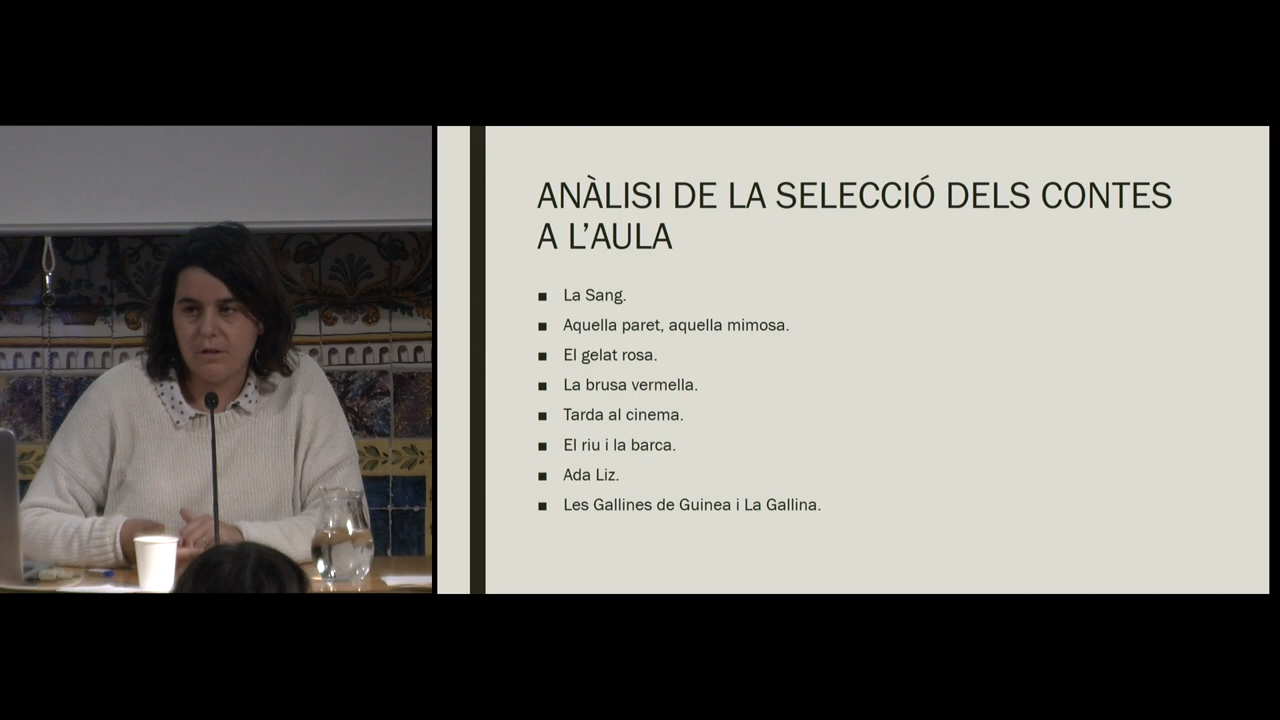 ANÀLISI DE LA SELECCIÓ DELS CONTES
A L’AULA
La Sang.
Aquella paret, aquella mimosa.
El gelat rosa.
La brusa vermella.
Tarda al cinema.
El riu i la barca.
Ada Liz.
Les Gallines de Guinea i La Gallina.